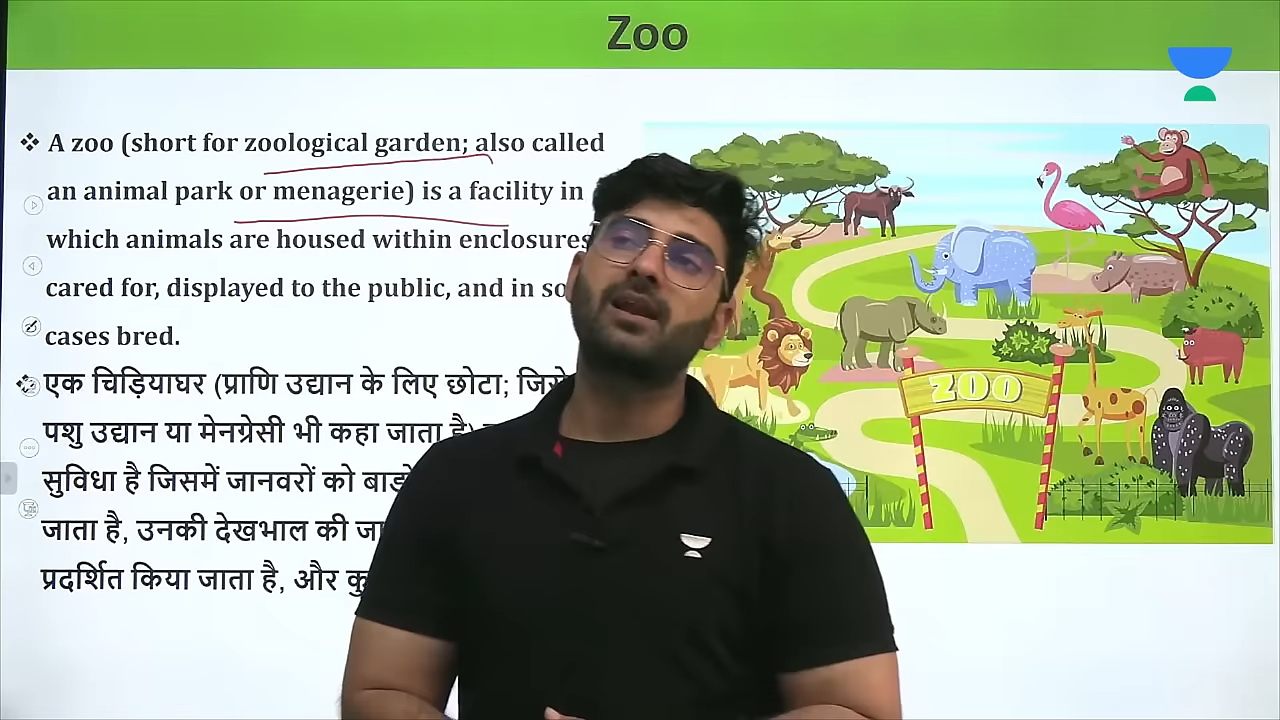 Zoo
❖ A zoo (short for zoological garden; also called
an animal park or menagerie) is a facility in
which animals are housed within enclosures
cared for, displayed to the public, and in
cases bred.
❖ एक चिड़ियाघर (प्राणि उद्यान के लिए छोटा;
पशु उद्यान या मेनग्रेसी भी कहा जाता है)
सुविधा है जिसमें जानवरों को
जाता है, उनकी देखभाल की
प्रदर्शित किया जाता है, और
ZOO